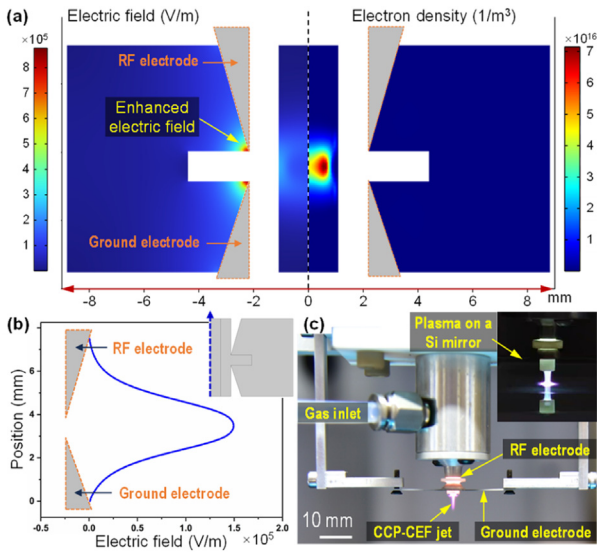 (a)
Electric field (V/m)
Electron density (1/m³)
×10⁵
8
7
6
5
4
3
2
1
RF electrode
Enhanced
electric field
Ground electrode
×10¹⁶
7
6
5
4
3
2
1
0
-8 -6 -4 -2 0 2 4 6 8 mm
(b)
Position (mm)
8
6
4
2
0
RF electrode
Ground electrode
-0.5 0.0 0.5 1.0 1.5 2.0
×10⁵
Electric field (V/m)
(c)
Plasma on a
Si mirror
Gas inlet
RF electrode
10 mm
CCP-CEF jet
Ground electrode